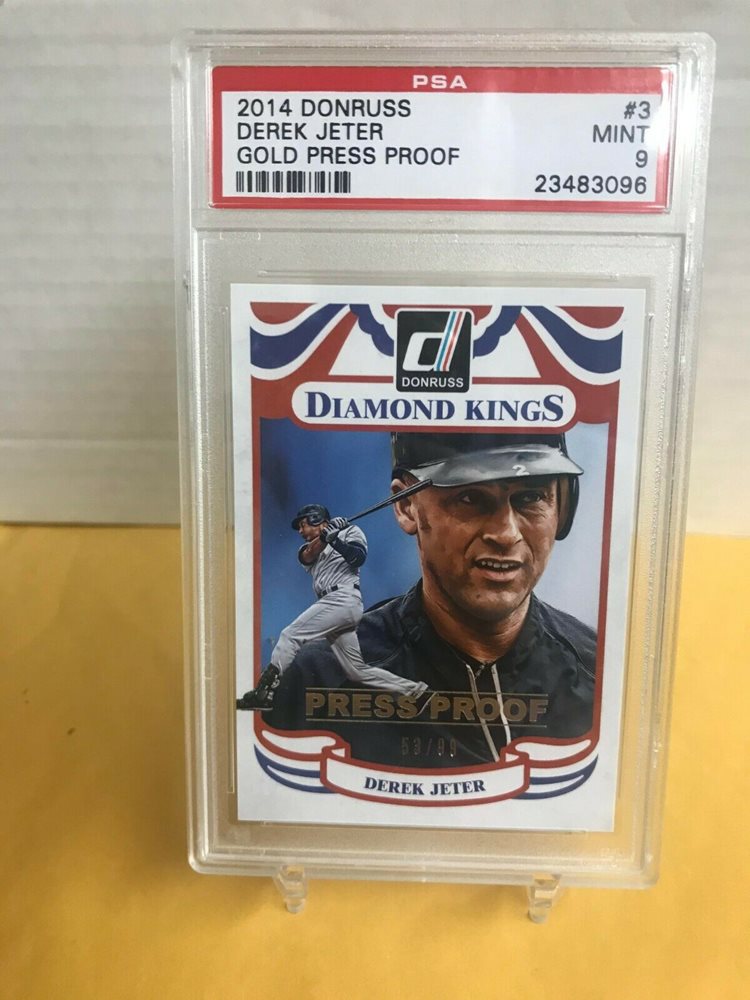 PSA
2014 DONRUSS #3
DEREK JETER MINT
GOLD PRESS PROOF 9
23483096
d
DONRUSS
DIAMOND KINGS
2
PRESS PROOF
53/99
DEREK JETER